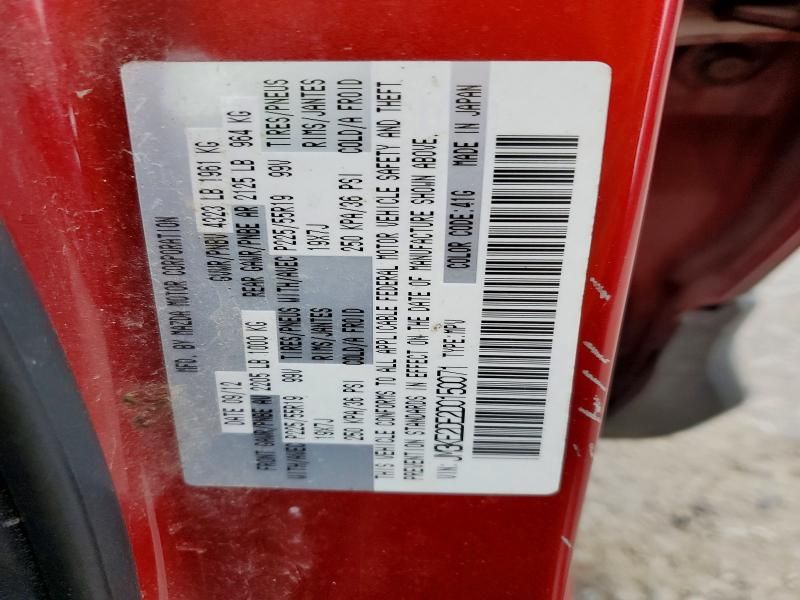 MFD. BY MAZDA MOTOR CORPORATION
DATE 09/12 GVWR/PNBV 4323 LB 1961 KG
FRONT GAWR/PNBE AV 2205 LB 1000 KG REAR GAWR/PNBE AR 2125 LB 964 KG
WITH/AVEC P225/55R19 99V TIRES/PNEUS WITH/AVEC P225/55R19 99V TIRES/PNEUS
19X7J RIMS/JANTES 19X7J RIMS/JANTES
250 KPA/36 PSI COLD/A FROID 250 KPA/36 PSI COLD/A FROID
THIS VEHICLE CONFORMS TO ALL APPLICABLE FEDERAL MOTOR VEHICLE SAFETY AND THEFT
PREVENTION STANDARDS IN EFFECT ON THE DATE OF MANUFACTURE SHOWN ABOVE.
VIN: JM3KE2DE2D0150071 TYPE:MPV COLOR CODE:41G MADE IN JAPAN